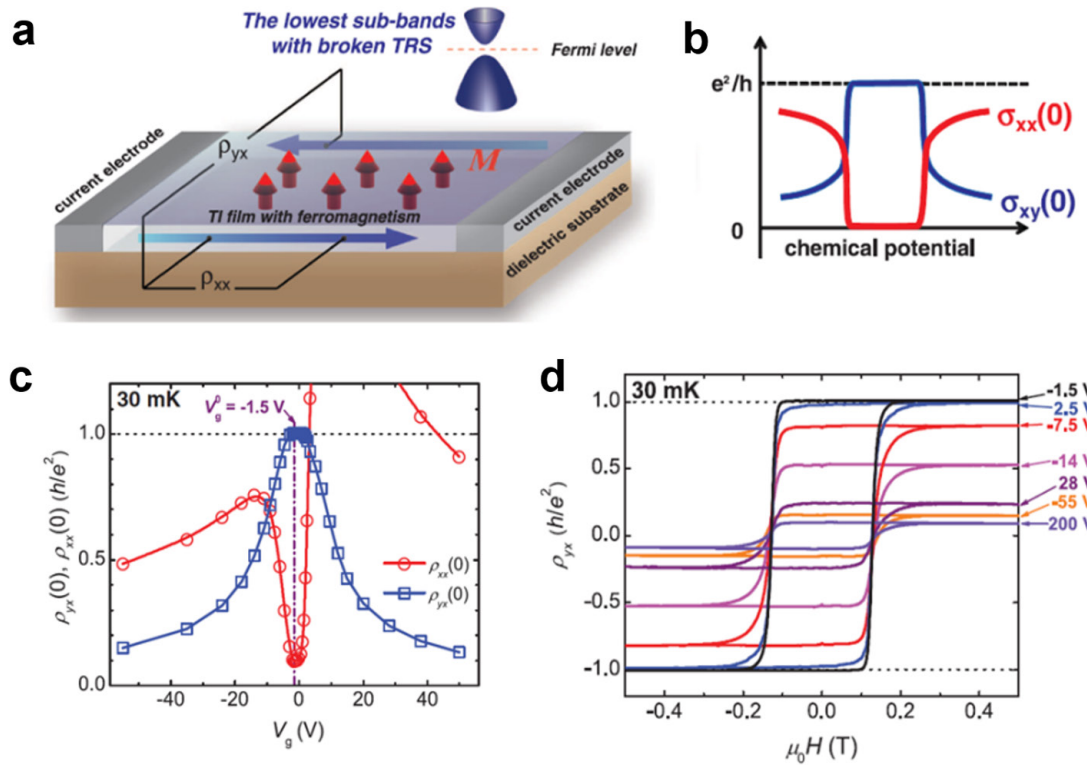 a
The lowest sub-bands
with broken TRS
Fermi level
ρyx
M
current electrode
current electrode
TI film with ferromagnetism
dielectric substrate
ρxx
b
e²/h
σxx(0)
σxy(0)
0
chemical potential
c
30 mK
Vg⁰ = -1.5 V
ρyx(0), ρxx(0) (h/e²)
1.0
0.5
0.0
ρxx(0)
ρyx(0)
-40 -20 0 20 40
Vg (V)
d
30 mK
ρyx (h/e²)
1.0
0.5
0.0
-0.5
-1.0
-1.5 V
2.5 V
-7.5 V
-14 V
28 V
-55 V
200 V
-0.4 -0.2 0.0 0.2 0.4
μ0H (T)